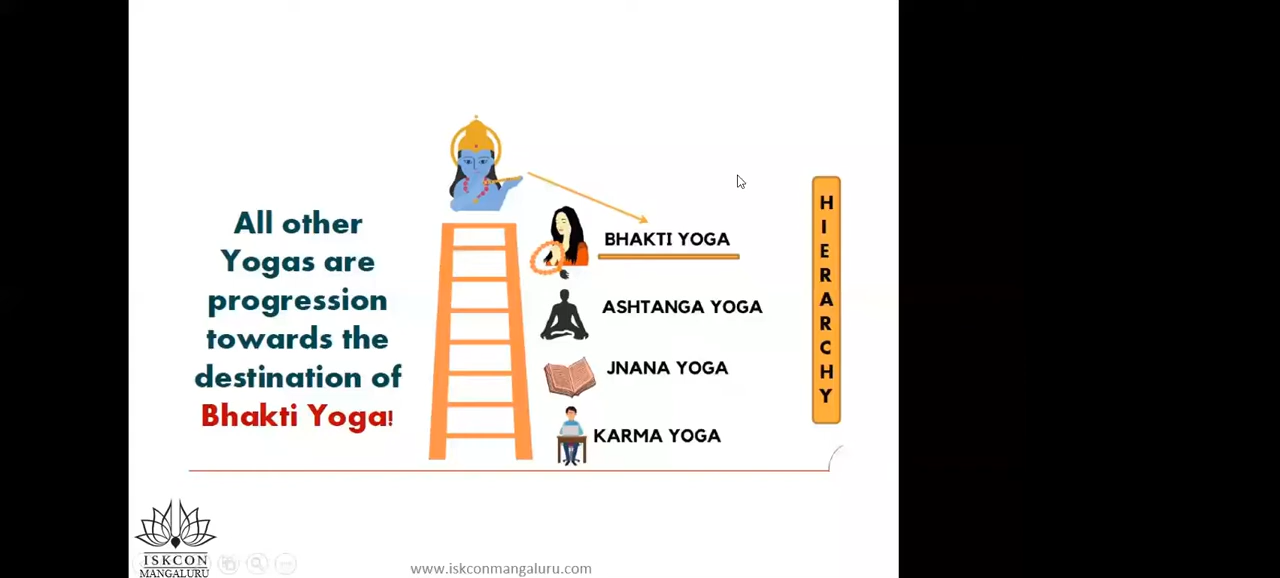 All other
Yogas are
progression
towards the
destination of
Bhakti Yoga!
BHAKTI YOGA
ASHTANGA YOGA
JNANA YOGA
KARMA YOGA
HIERARCHY
ISKCON
MANGALURU
www.iskconmangaluru.com